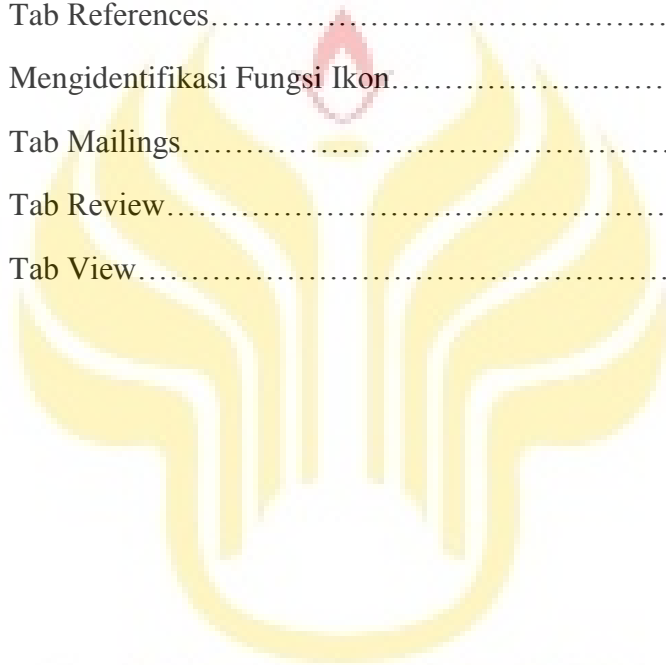 Tab References……………………………………………
Mengidentifikasi Fungsi Ikon………………………
Tab Mailings………………………………………………
Tab Review…………………………………………………
Tab View……………………………………………………